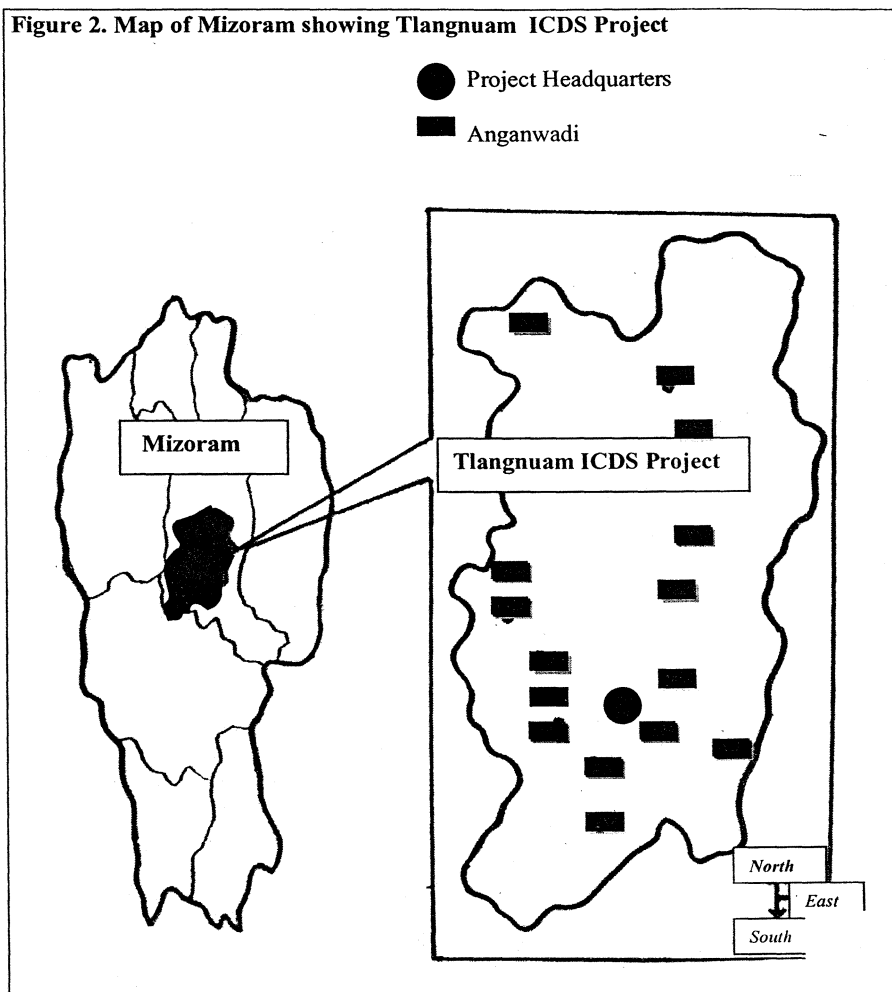 Figure 2. Map of Mizoram showing Tlangnuam ICDS Project
Project Headquarters
Anganwadi
Mizoram
Tlangnuam ICDS Project
North
East
South